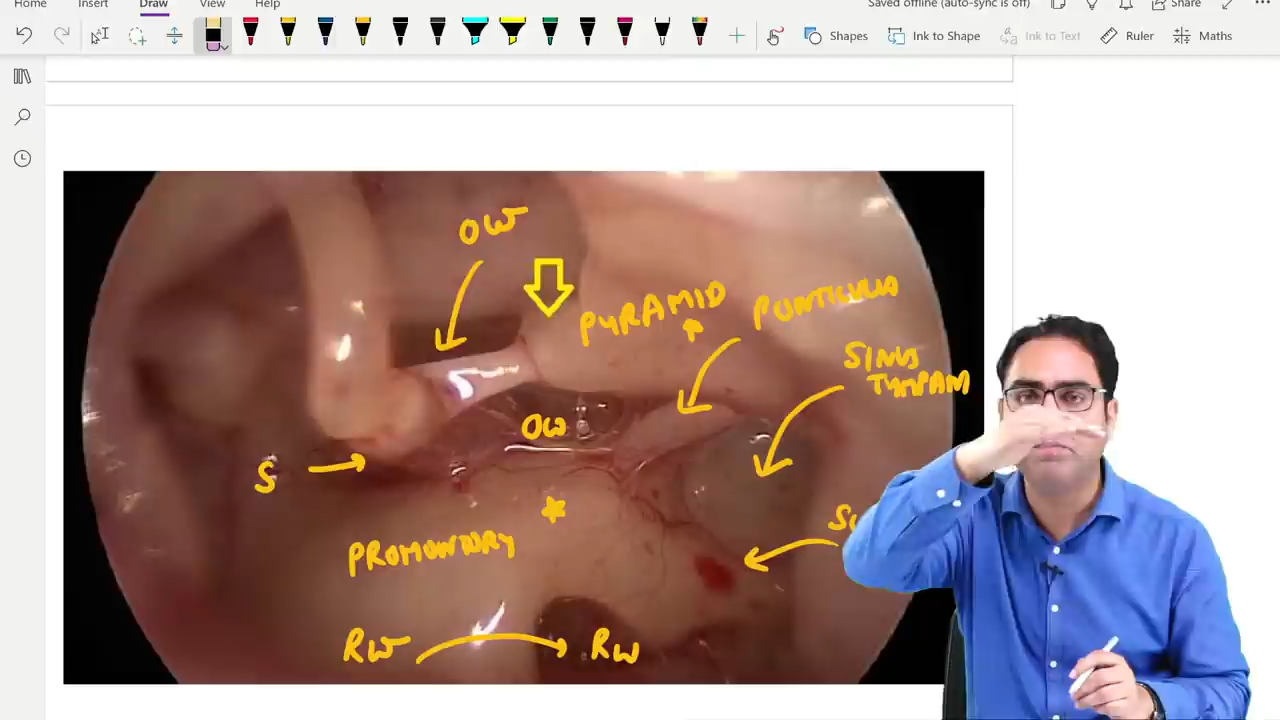 Home Insert Draw View Help Saved offline (auto-sync is off) Share
Shapes Ink to Shape Ink to Text Ruler Maths
OW
PYRAMID
PONTICULUS
SINUS
TYMPANI
OW
S
PROMONTORY
RW
RW